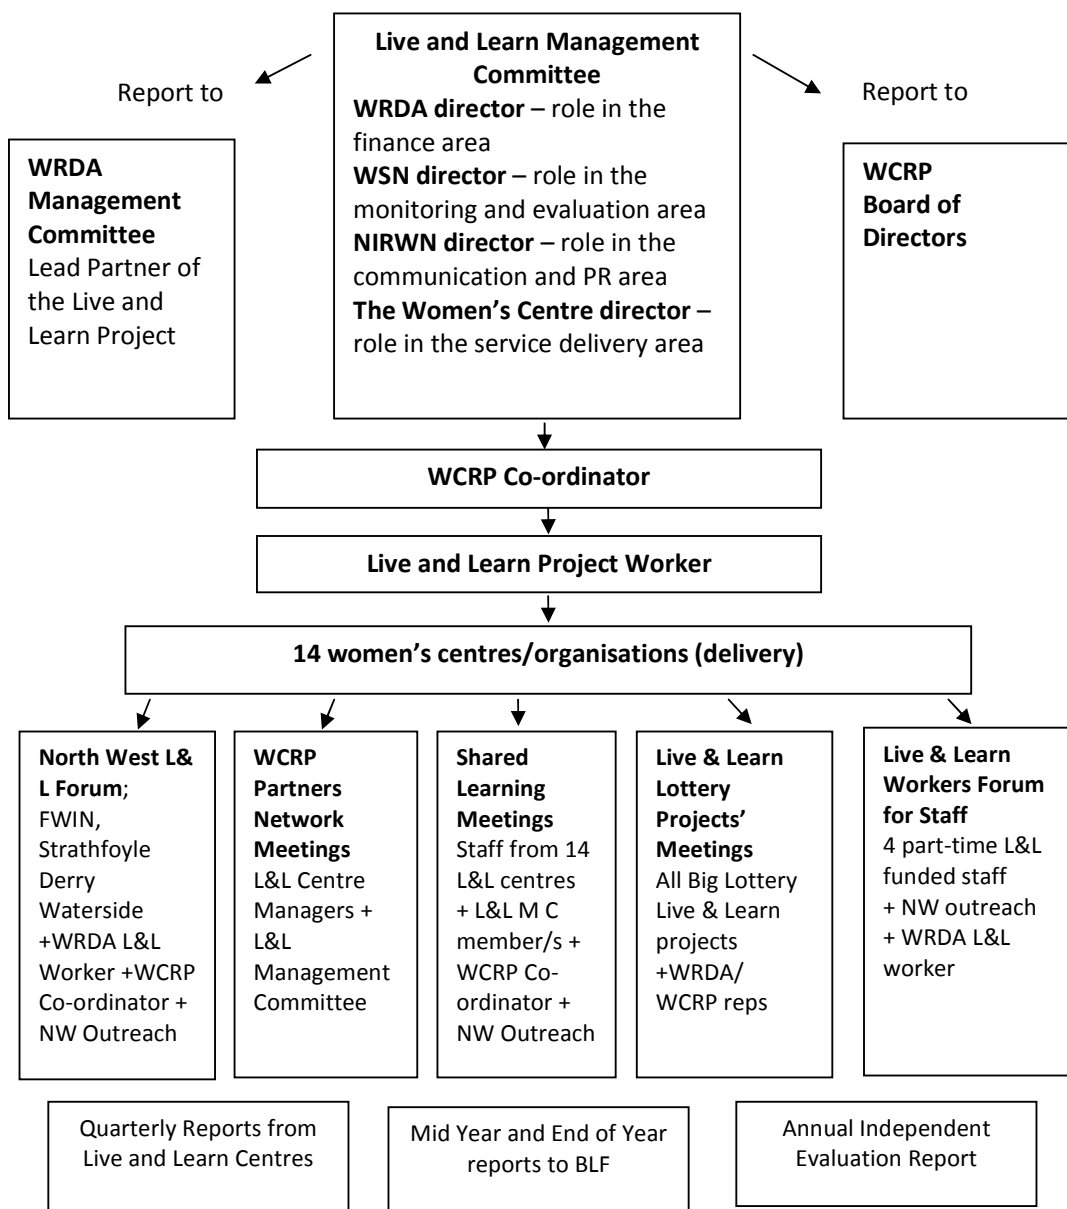 Live and Learn Management
Committee
WRDA director – role in the
finance area
WSN director – role in the
monitoring and evaluation area
NIRWN director – role in the
communication and PR area
The Women’s Centre director –
role in the service delivery area
Report to
Report to
WRDA
Management
Committee
Lead Partner of
the Live and
Learn Project
WCRP
Board of
Directors
WCRP Co-ordinator
Live and Learn Project Worker
14 women’s centres/organisations (delivery)
North West L&
L Forum;
FWIN,
Strathfoyle
Derry
Waterside
+WRDA L&L
Worker +WCRP
Co-ordinator +
NW Outreach
WCRP
Partners
Network
Meetings
L&L Centre
Managers +
L&L
Management
Committee
Shared
Learning
Meetings
Staff from 14
L&L centres
+ L&L M C
member/s +
WCRP Co-
ordinator +
NW Outreach
Live & Learn
Lottery
Projects’
Meetings
All Big Lottery
Live & Learn
projects
+WRDA/
WCRP reps
Live & Learn
Workers Forum
for Staff
4 part-time L&L
funded staff
+ NW outreach
+ WRDA L&L
worker
Quarterly Reports from
Live and Learn Centres
Mid Year and End of Year
reports to BLF
Annual Independent
Evaluation Report